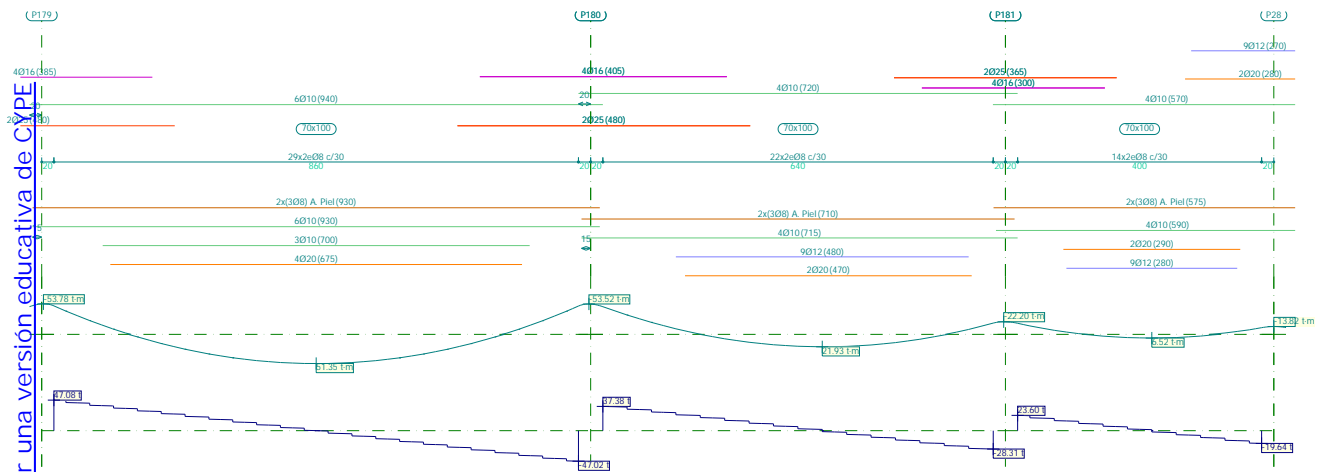 P179
P180
P181
P28
9Ø12 (270)
4Ø16 (385)
4Ø16 (405)
2Ø25 (365)
2Ø20 (280)
4Ø16 (300)
4Ø10 (720)
6Ø10 (940)
20
4Ø10 (570)
2Ø25 (480)
2Ø25 (480)
70x100
70x100
70x100
29x2eØ8 c/30
22x2eØ8 c/30
14x2eØ8 c/30
20
860
20
20
640
20
20
400
20
2x(3Ø8) A. Piel (930)
2x(3Ø8) A. Piel (575)
2x(3Ø8) A. Piel (710)
6Ø10 (930)
4Ø10 (590)
4Ø10 (715)
15
3Ø10 (700)
2Ø20 (290)
9Ø12 (480)
4Ø20 (675)
9Ø12 (280)
2Ø20 (470)
-53.78 t·m
-53.52 t·m
-22.20 t·m
-13.82 t·m
51.35 t·m
21.93 t·m
6.52 t·m
47.08 t
37.38 t
23.60 t
-47.02 t
-28.31 t
-19.64 t
r una versión educativa de CYPE